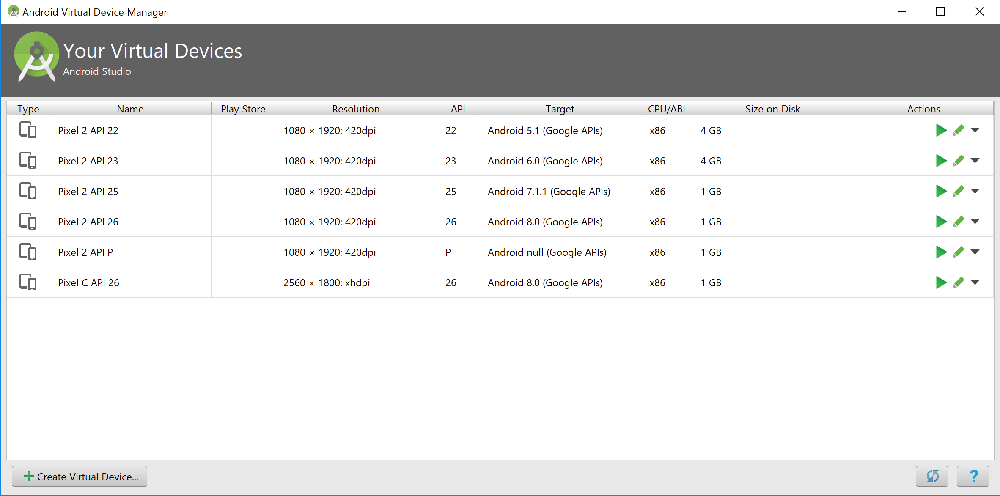 Android Virtual Device Manager
Your Virtual Devices
Android Studio
Type Name Play Store Resolution API Target CPU/ABI Size on Disk Actions
Pixel 2 API 22 1080 × 1920: 420dpi 22 Android 5.1 (Google APIs) x86 4 GB
Pixel 2 API 23 1080 × 1920: 420dpi 23 Android 6.0 (Google APIs) x86 4 GB
Pixel 2 API 25 1080 × 1920: 420dpi 25 Android 7.1.1 (Google APIs) x86 1 GB
Pixel 2 API 26 1080 × 1920: 420dpi 26 Android 8.0 (Google APIs) x86 1 GB
Pixel 2 API P 1080 × 1920: 420dpi P Android null (Google APIs) x86 1 GB
Pixel C API 26 2560 × 1800: xhdpi 26 Android 8.0 (Google APIs) x86 1 GB
Create Virtual Device... ?